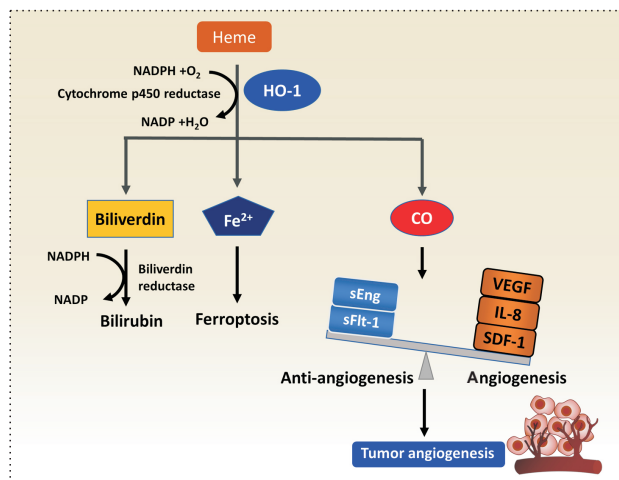 Heme
NADPH +O₂
Cytochrome p450 reductase
HO-1
NADP +H₂O
Biliverdin
Fe²⁺
CO
NADPH
Biliverdin
reductase
NADP
Bilirubin
Ferroptosis
sEng
sFlt-1
VEGF
IL-8
SDF-1
Anti-angiogenesis
Angiogenesis
Tumor angiogenesis